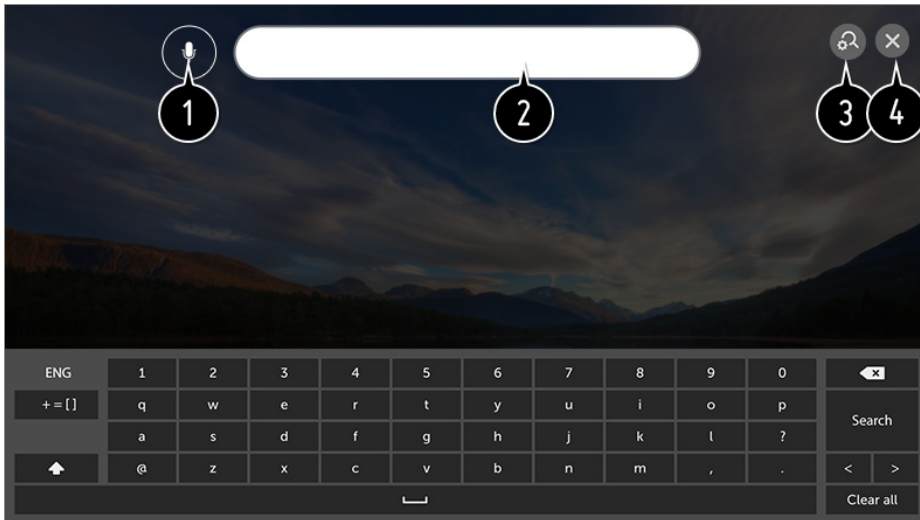 1 2 3 4
ENG 1 2 3 4 5 6 7 8 9 0
+=[] q w e r t y u i o p
Search
a s d f g h j k l ?
@ z x c v b n m , . < >
Clear all